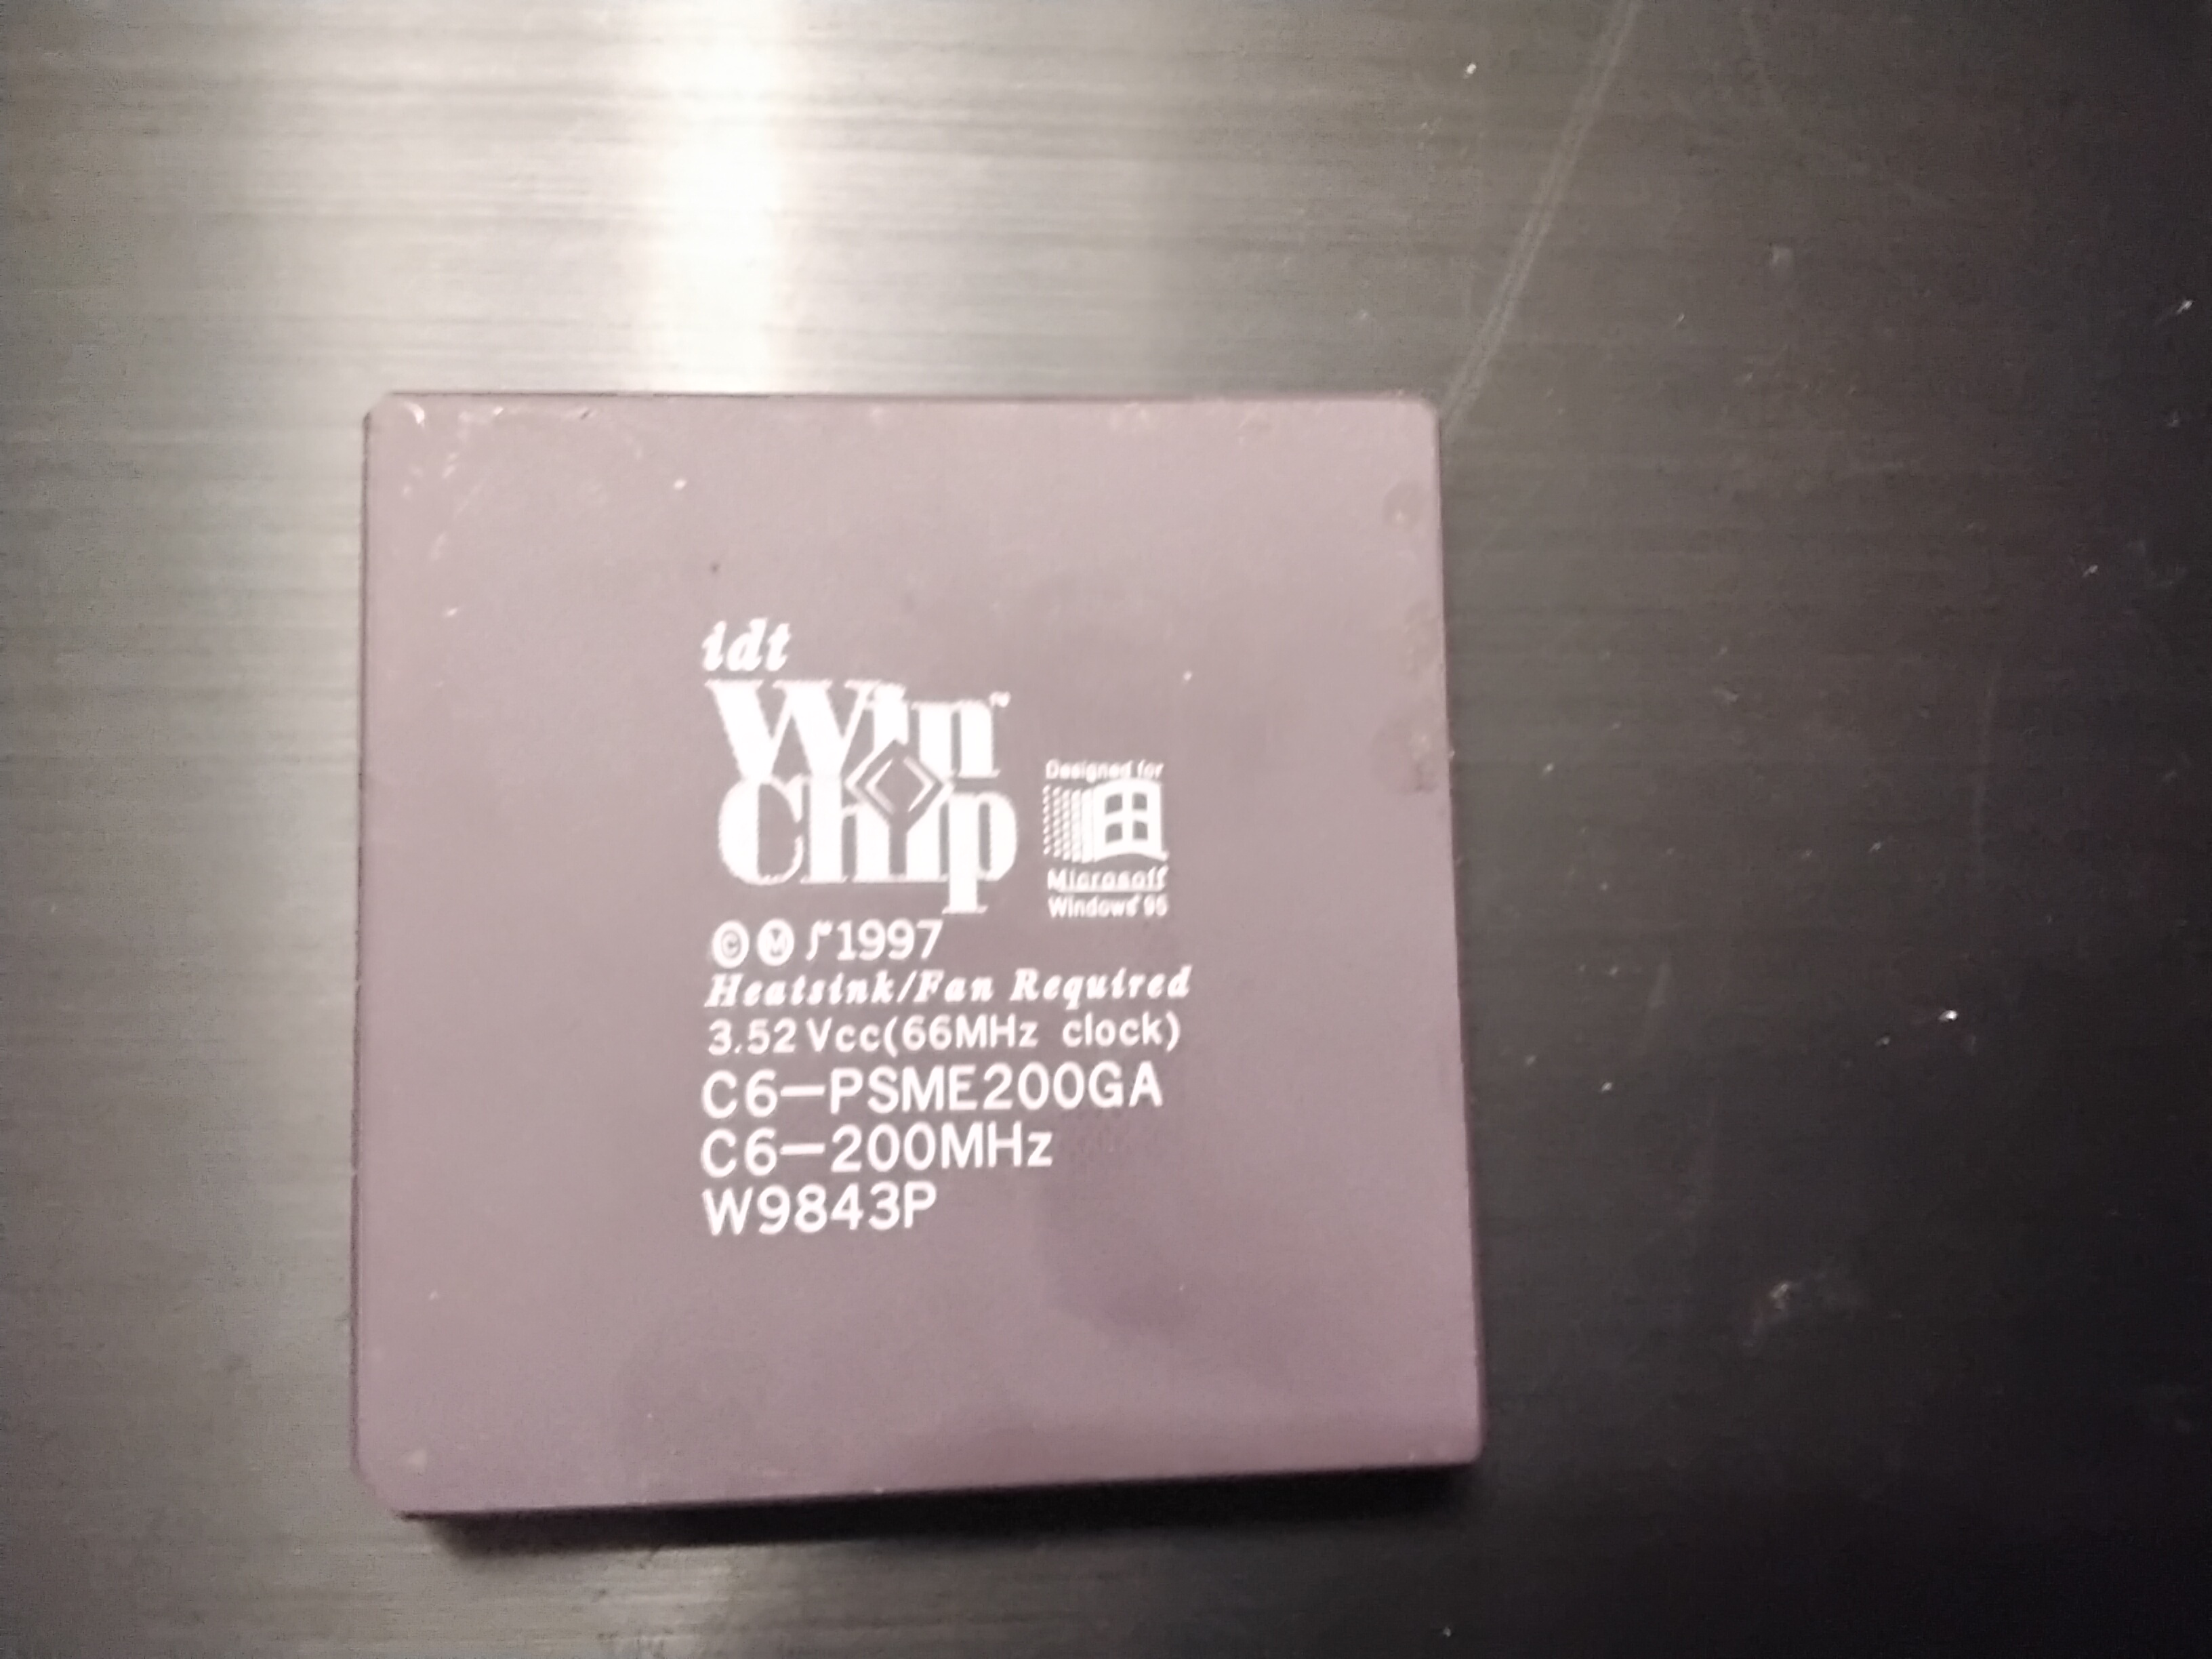 idt
Win™
Chip
Designed for
Microsoft
Windows 95
© Ⓜ 1997
Heatsink/Fan Required
3.52 Vcc(66MHz clock)
C6-PSME200GA
C6-200MHz
W9843P